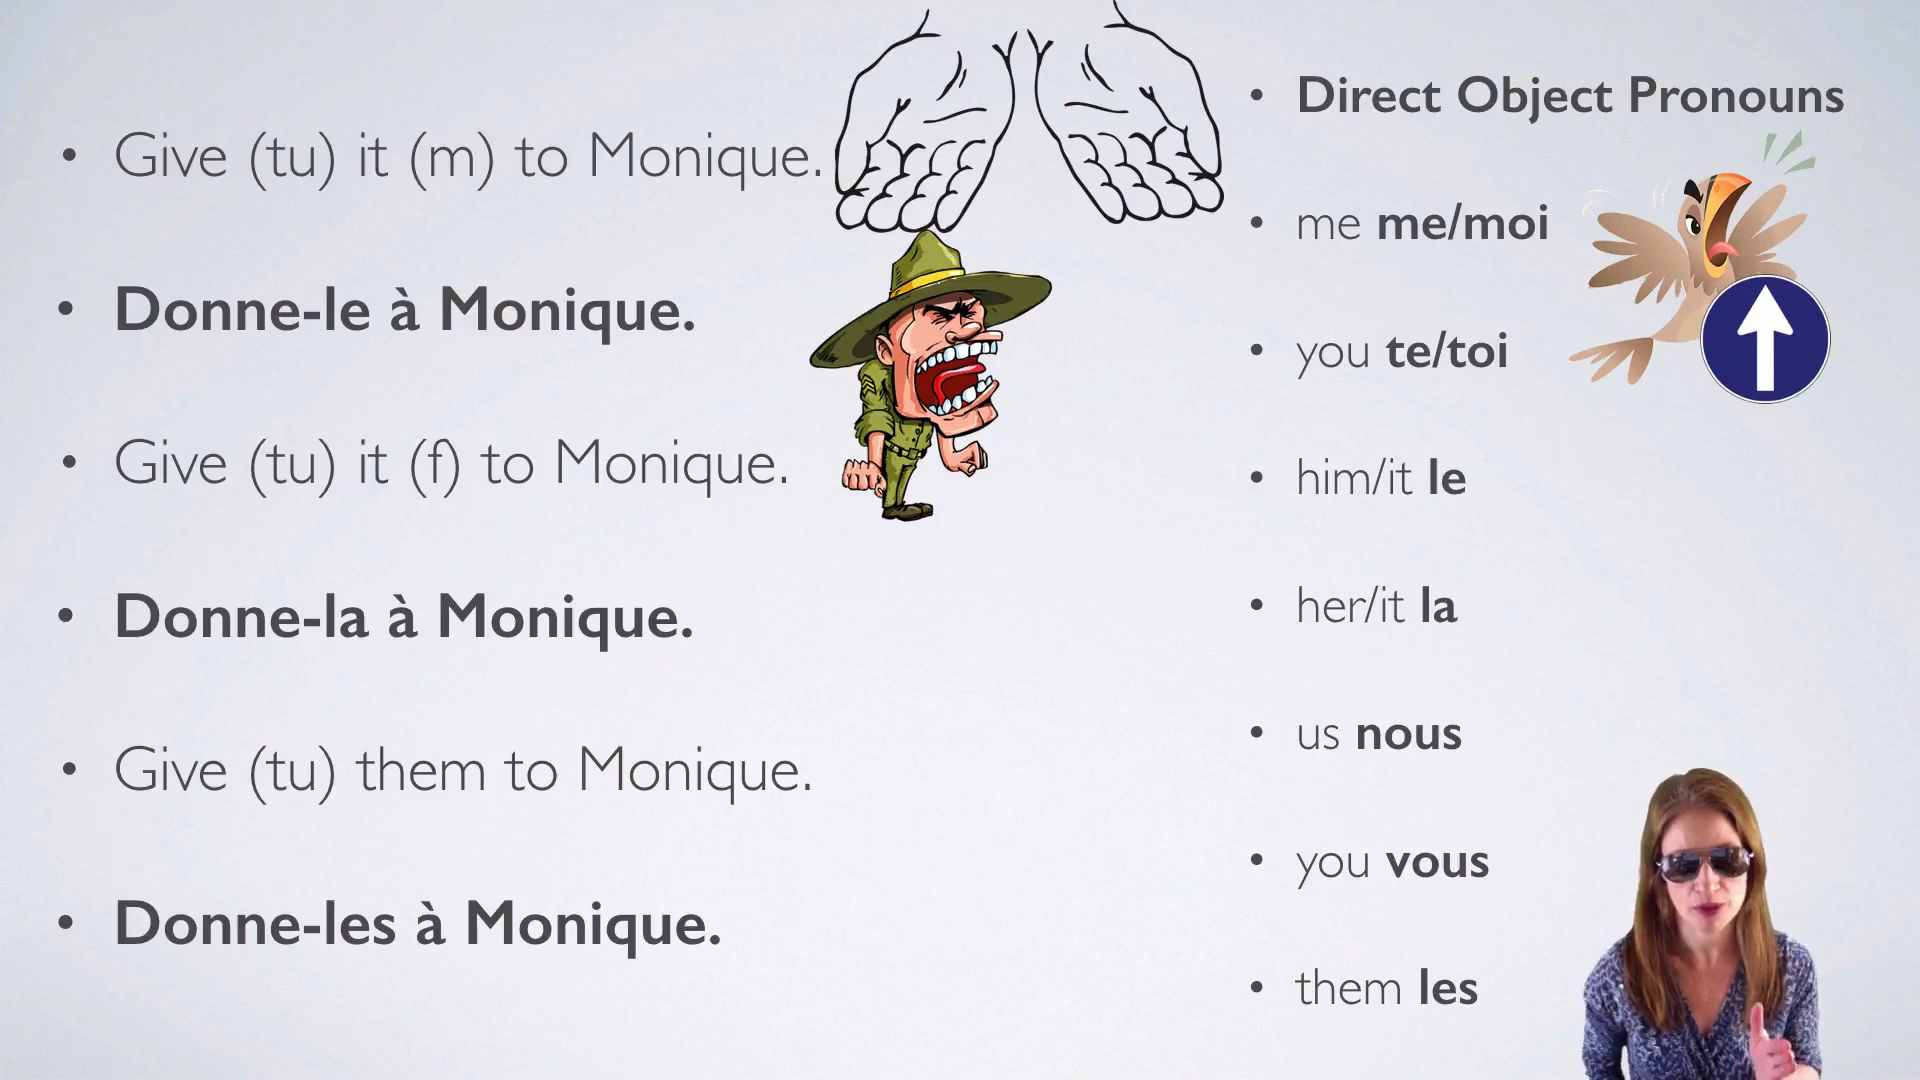 Give (tu) it (m) to Monique.
Donne-le à Monique.
Give (tu) it (f) to Monique.
Donne-la à Monique.
Give (tu) them to Monique.
Donne-les à Monique.
Direct Object Pronouns
me me/moi
you te/toi
him/it le
her/it la
us nous
you vous
them les